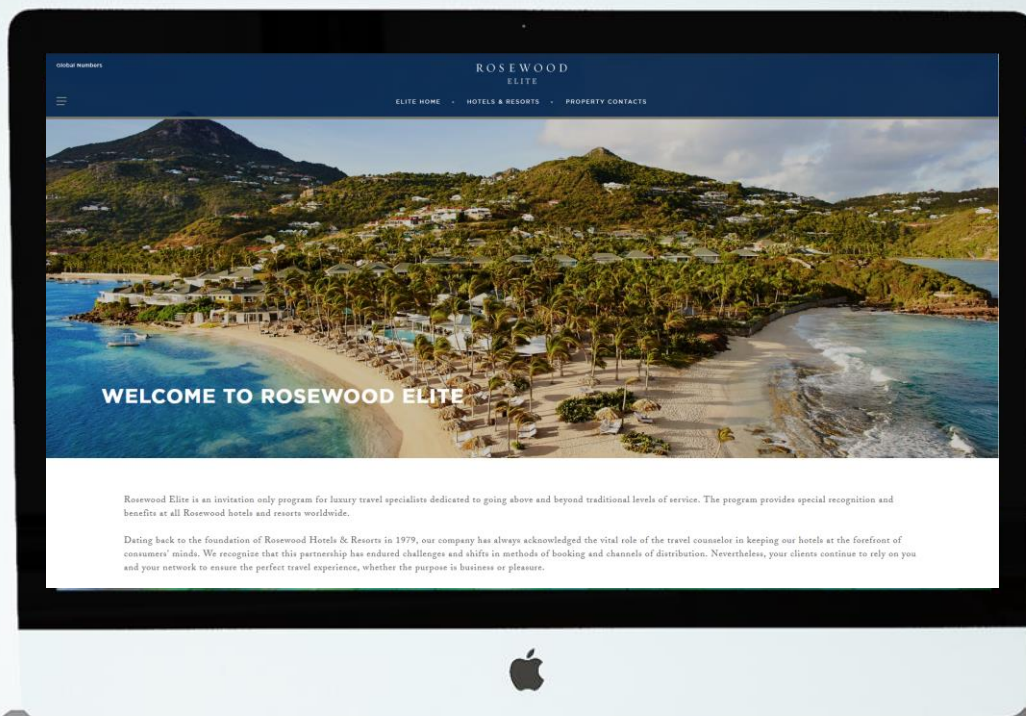 Global Numbers
ROSEWOOD
ELITE
ELITE HOME • HOTELS & RESORTS • PROPERTY CONTACTS
WELCOME TO ROSEWOOD ELITE
Rosewood Elite is an invitation only program for luxury travel specialists dedicated to going above and beyond traditional levels of service. The program provides special recognition and
benefits at all Rosewood hotels and resorts worldwide.
Dating back to the foundation of Rosewood Hotels & Resorts in 1979, our company has always acknowledged the vital role of the travel counselor in keeping our hotels at the forefront of
consumers' minds. We recognize that this partnership has endured challenges and shifts in methods of booking and channels of distribution. Nevertheless, your clients continue to rely on you
and your network to ensure the perfect travel experience, whether the purpose is business or pleasure.